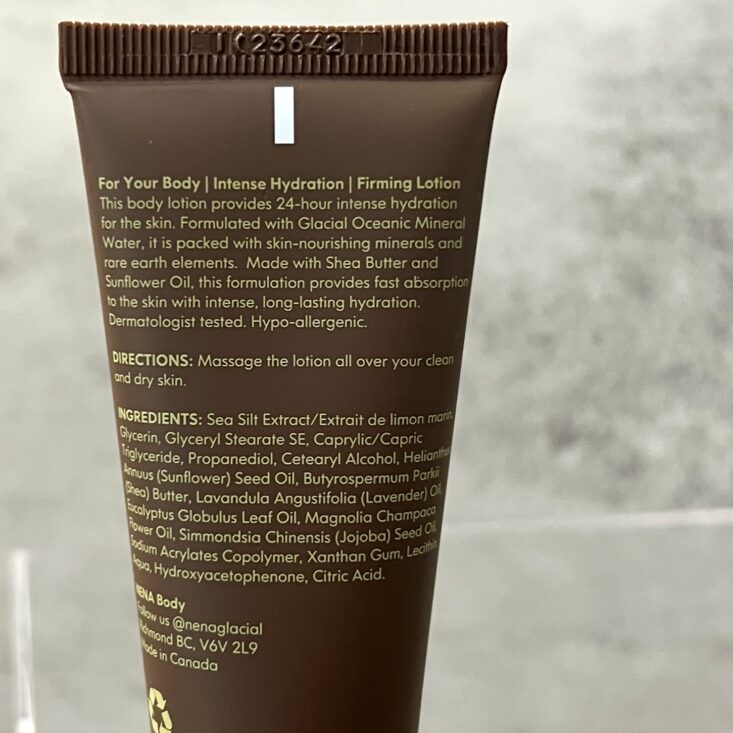 23642
For Your Body | Intense Hydration | Firming Lotion
This body lotion provides 24-hour intense hydration
for the skin. Formulated with Glacial Oceanic Mineral
Water, it is packed with skin-nourishing minerals and
rare earth elements. Made with Shea Butter and
Sunflower Oil, this formulation provides fast absorption
to the skin with intense, long-lasting hydration.
Dermatologist tested. Hypo-allergenic.
DIRECTIONS: Massage the lotion all over your clean
and dry skin.
INGREDIENTS: Sea Silt Extract/Extrait de limon marin,
Glycerin, Glyceryl Stearate SE, Caprylic/Capric
Triglyceride, Propanediol, Cetearyl Alcohol, Helianthus
Annuus (Sunflower) Seed Oil, Butyrospermum Parkii
(Shea) Butter, Lavandula Angustifolia (Lavender) Oil,
Eucalyptus Globulus Leaf Oil, Magnolia Champaca
Flower Oil, Simmondsia Chinensis (Jojoba) Seed Oil,
Sodium Acrylates Copolymer, Xanthan Gum, Lecithin,
Aqua, Hydroxyacetophenone, Citric Acid.
NENA Body
Follow us @nenaglacial
Richmond BC, V6V 2L9
Made in Canada